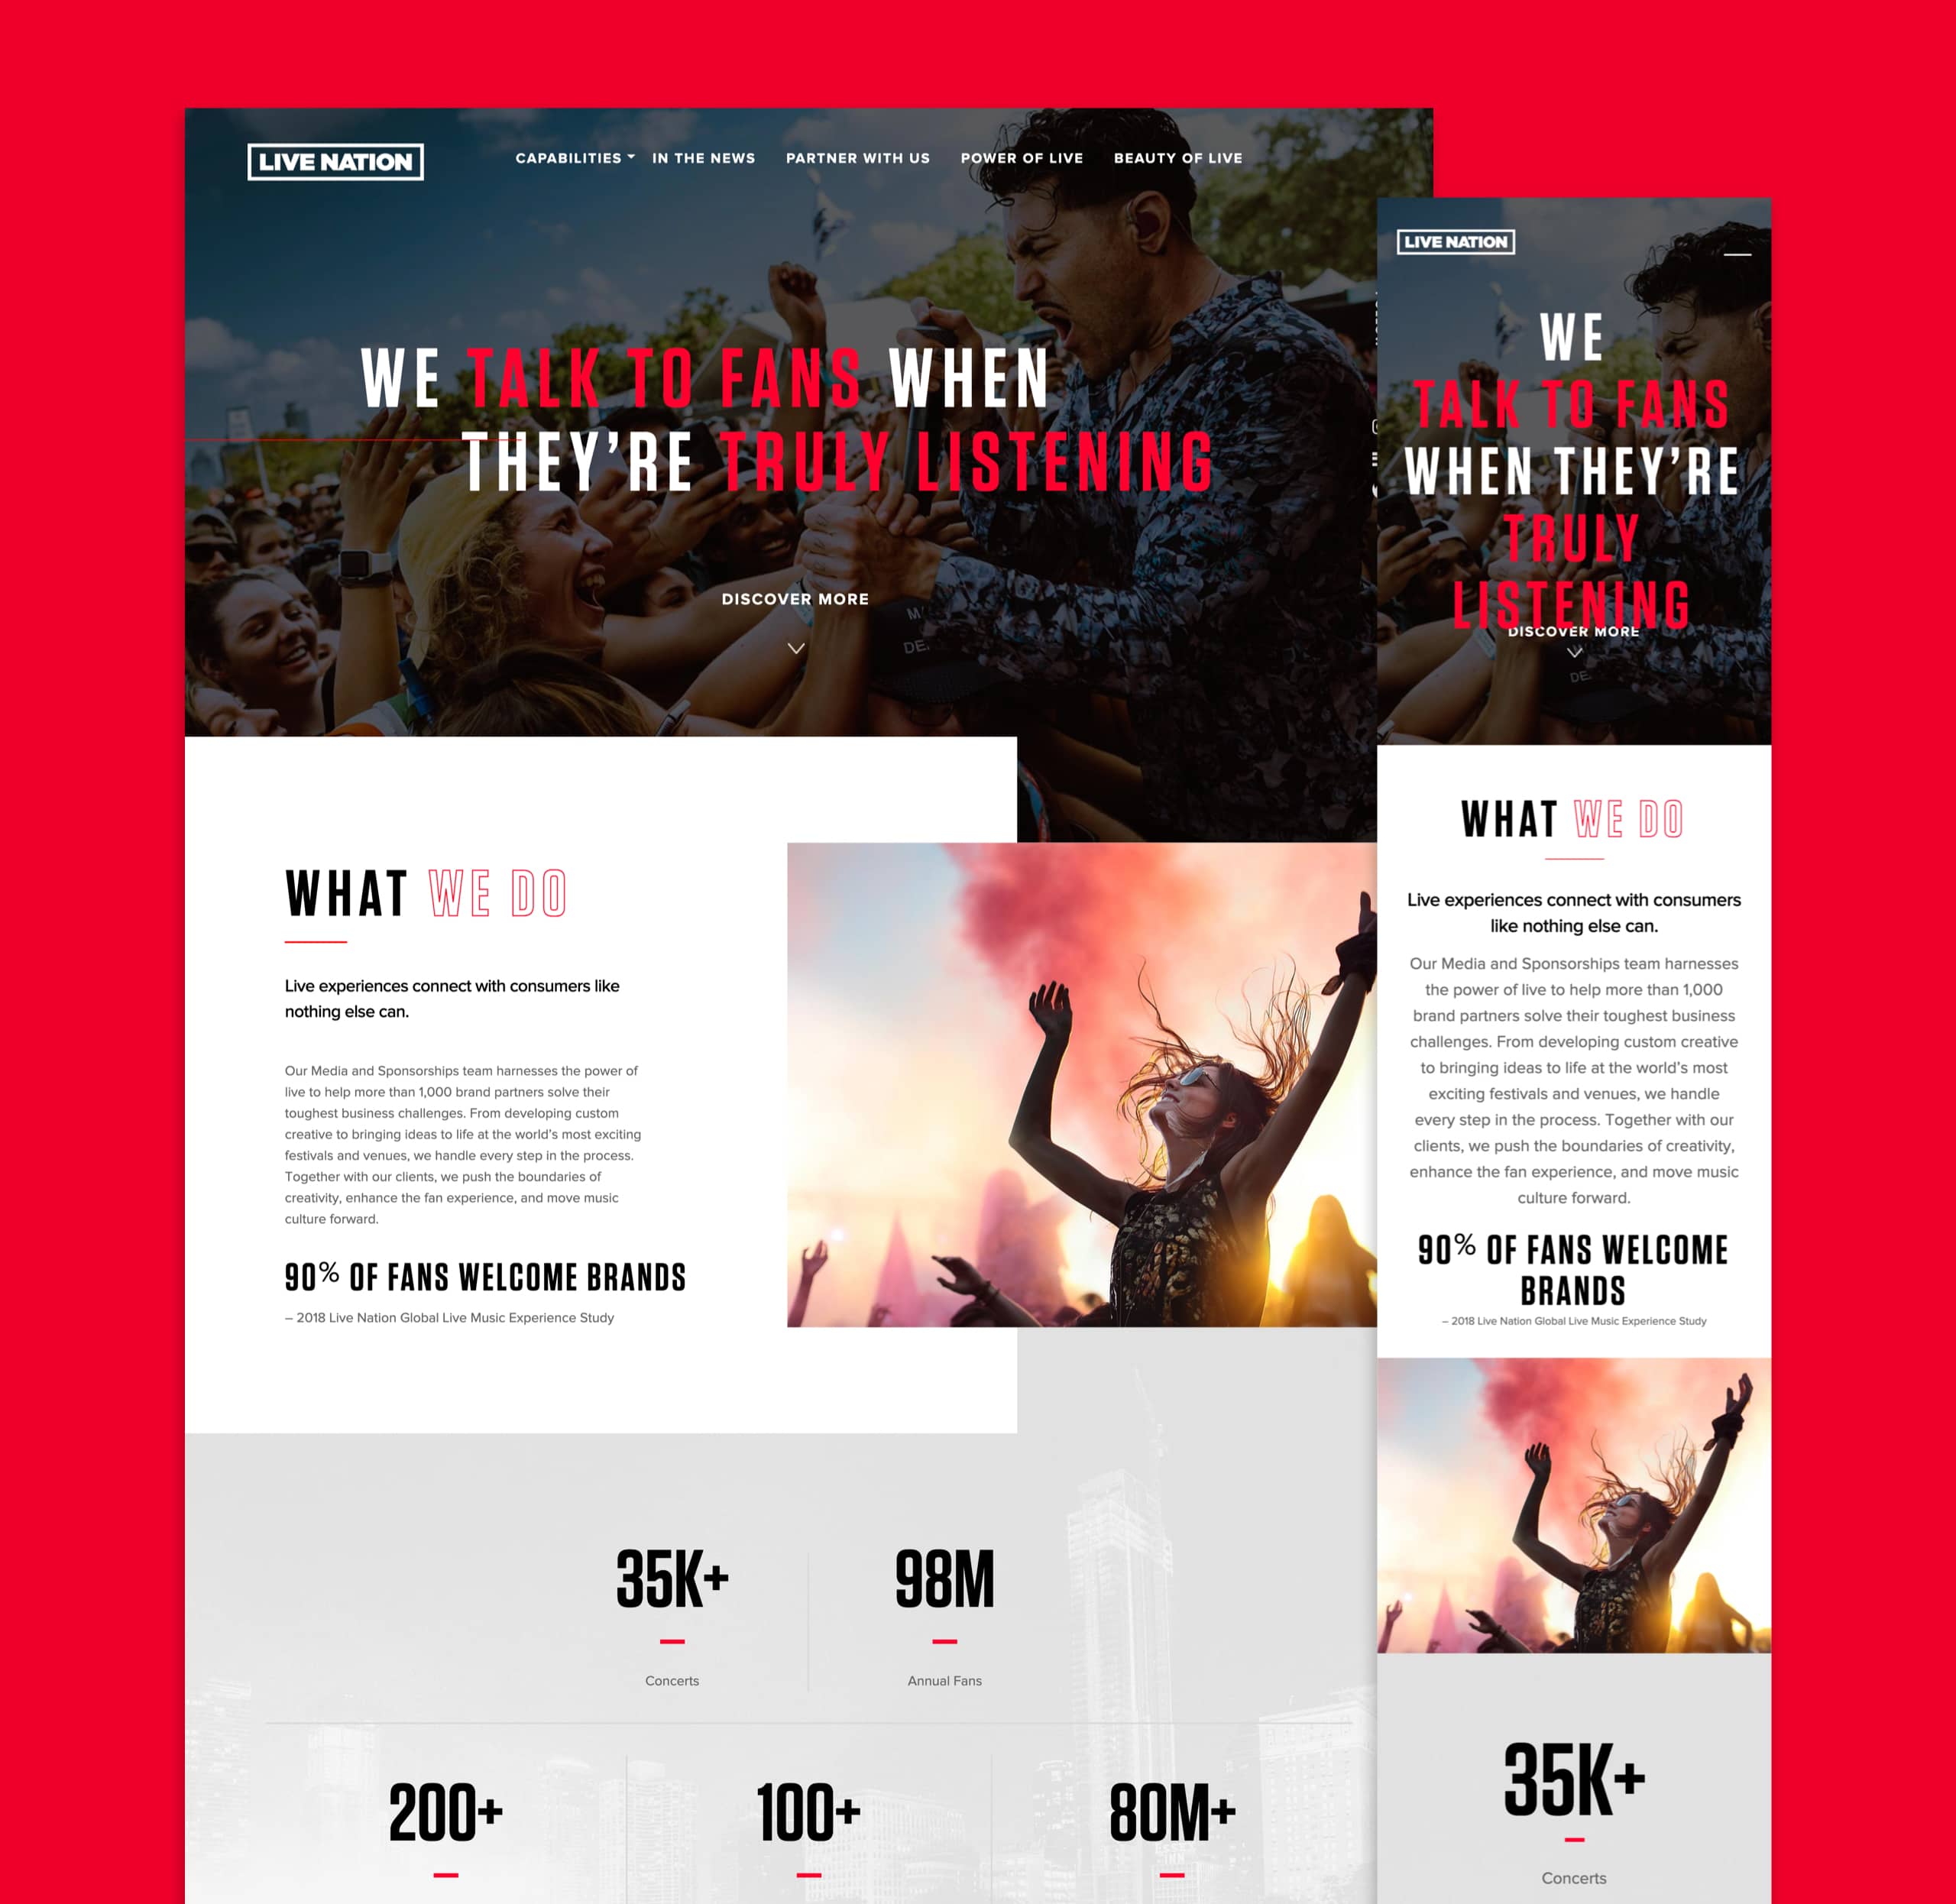 LIVE NATION
CAPABILITIES IN THE NEWS PARTNER WITH US POWER OF LIVE BEAUTY OF LIVE
WE TALK TO FANS WHEN
THEY’RE TRULY LISTENING
DISCOVER MORE
WHAT WE DO
Live experiences connect with consumers like
nothing else can.
Our Media and Sponsorships team harnesses the power of
live to help more than 1,000 brand partners solve their
toughest business challenges. From developing custom
creative to bringing ideas to life at the world’s most exciting
festivals and venues, we handle every step in the process.
Together with our clients, we push the boundaries of
creativity, enhance the fan experience, and move music
culture forward.
90% OF FANS WELCOME BRANDS
– 2018 Live Nation Global Live Music Experience Study
35K+ 98M
Concerts Annual Fans
200+ 100+ 80M+
LIVE NATION
WE
TALK TO FANS
WHEN THEY’RE
TRULY
LISTENING
DISCOVER MORE
WHAT WE DO
Live experiences connect with consumers
like nothing else can.
Our Media and Sponsorships team harnesses
the power of live to help more than 1,000
brand partners solve their toughest business
challenges. From developing custom creative
to bringing ideas to life at the world’s most
exciting festivals and venues, we handle
every step in the process. Together with our
clients, we push the boundaries of creativity,
enhance the fan experience, and move music
culture forward.
90% OF FANS WELCOME
BRANDS
– 2018 Live Nation Global Live Music Experience Study
35K+
Concerts